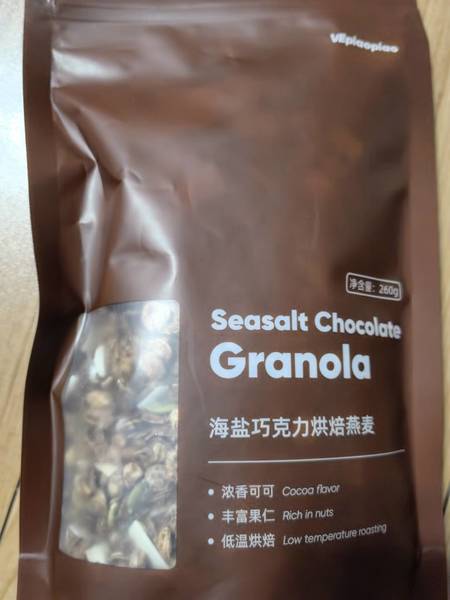 VEpiaopiao
净含量：260g
Seasalt Chocolate
Granola
海盐巧克力烘焙燕麦
• 浓香可可 Cocoa flavor
• 丰富果仁 Rich in nuts
• 低温烘焙 Low temperature roasting